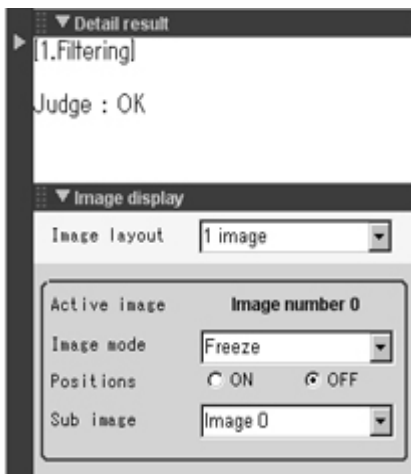 Detail result
[1.Filtering]
Judge : OK
Image display
Image layout 1 image
Active image Image number 0
Image mode Freeze
Positions ON OFF
Sub image Image 0